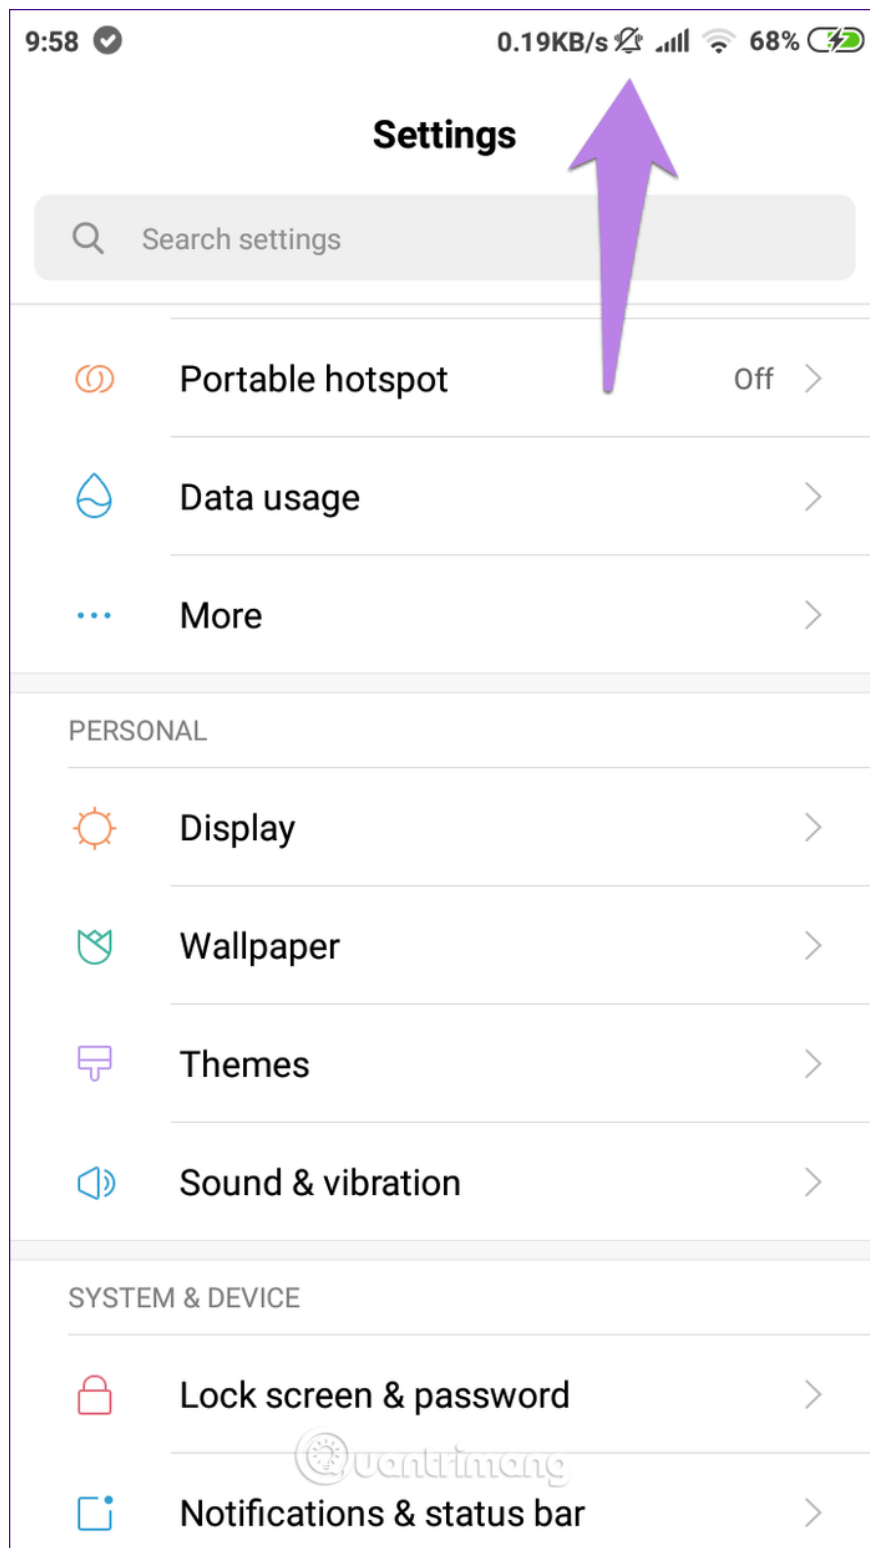 9:58 0.19KB/s 68%
Settings
Search settings
Portable hotspot Off
Data usage
More
PERSONAL
Display
Wallpaper
Themes
Sound & vibration
SYSTEM & DEVICE
Lock screen & password
Quantrimang
Notifications & status bar